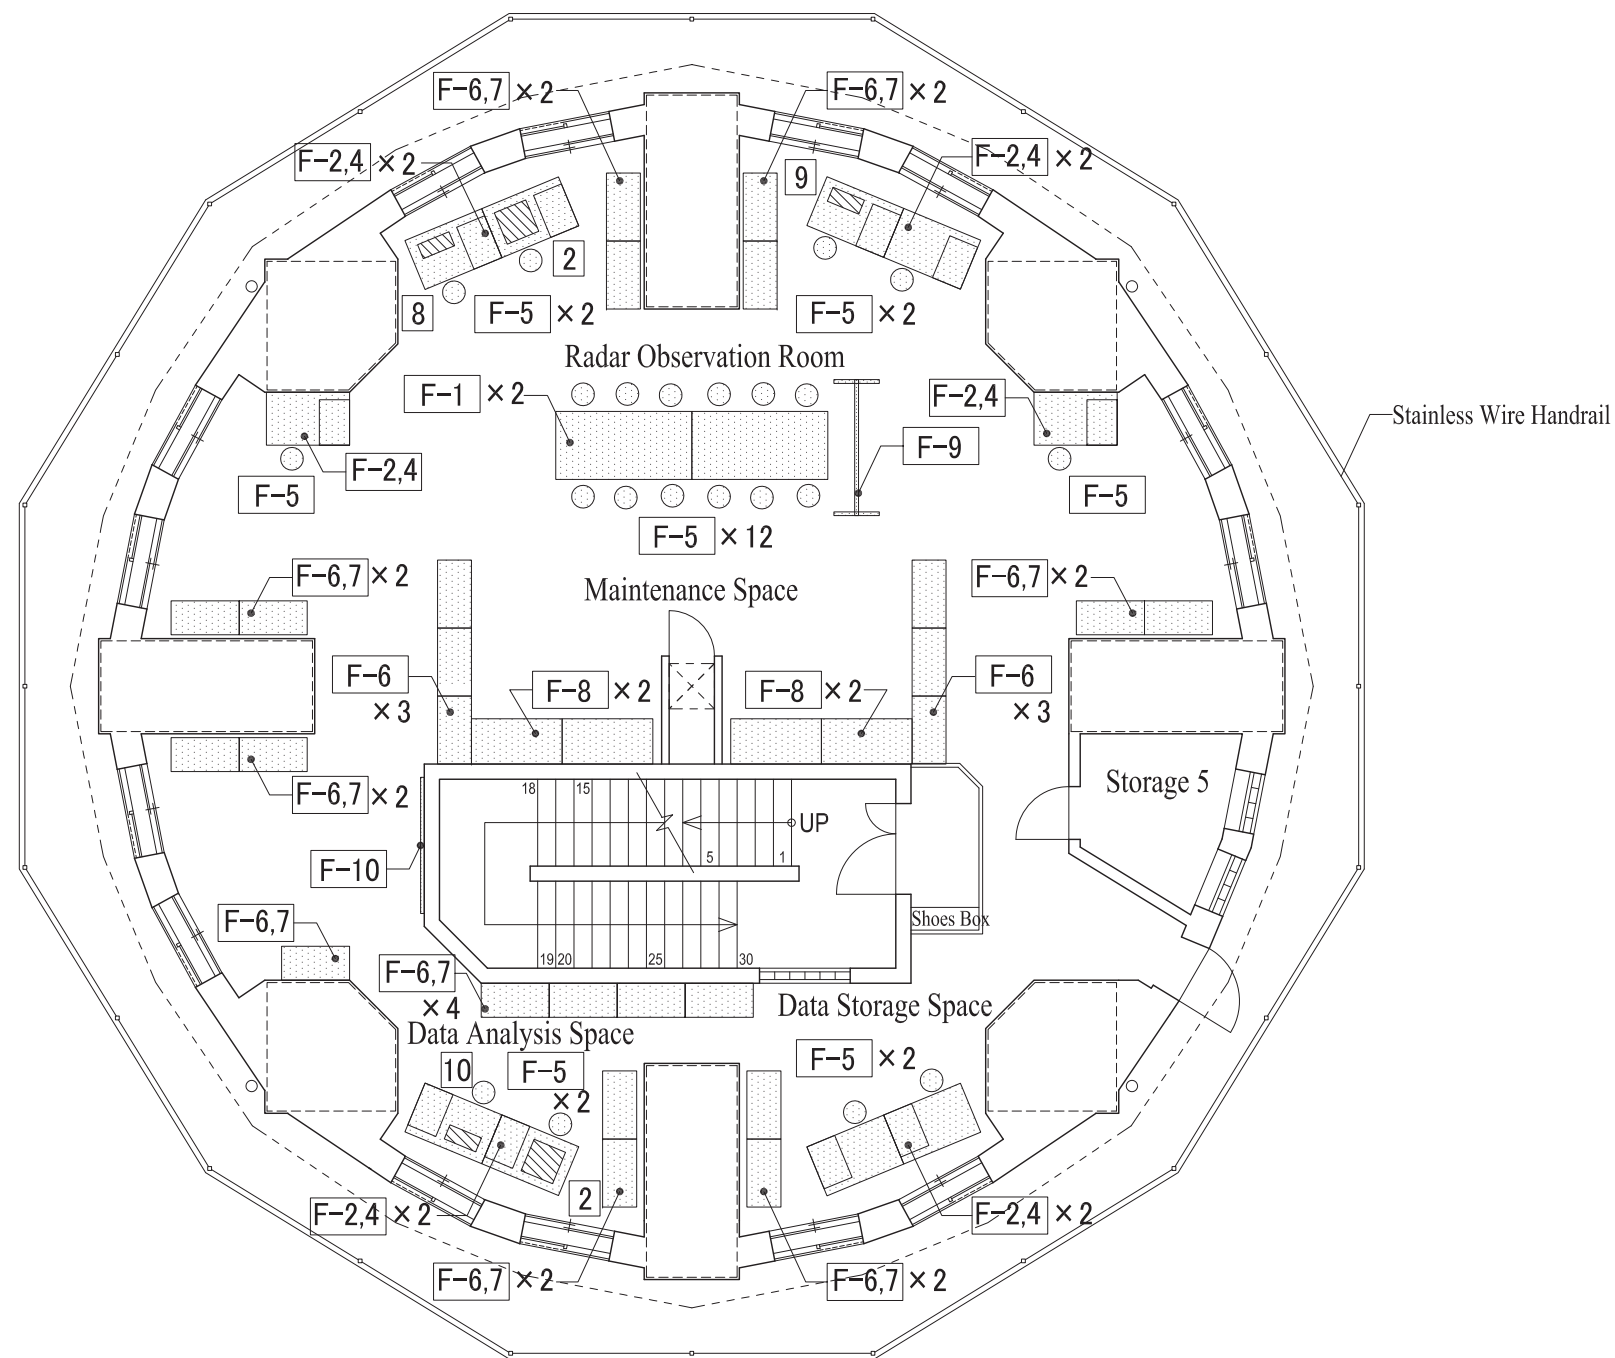 F-6,7 ×2
F-6,7 ×2
F-2,4 ×2
F-2,4 ×2
9
2
8
F-5 ×2
F-5 ×2
Radar Observation Room
F-1 ×2
F-2,4
Stainless Wire Handrail
F-9
F-2,4
F-5
F-5
F-5 ×12
F-6,7 ×2
Maintenance Space
F-6,7 ×2
F-6
×3
F-8 ×2
F-8 ×2
F-6
×3
F-6,7 ×2
Storage 5
18
15
UP
5
1
F-10
F-6,7
Shoes Box
19
20
25
30
F-6,7
×4
Data Storage Space
Data Analysis Space
10
F-5
×2
F-5 ×2
2
F-2,4 ×2
F-2,4 ×2
F-6,7 ×2
F-6,7 ×2